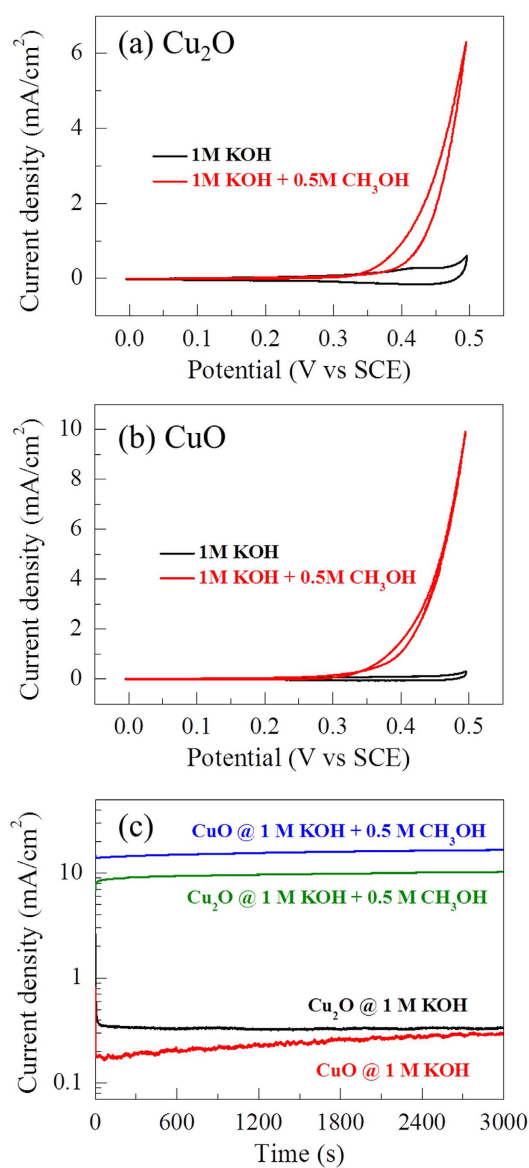 (a) Cu₂O
Current density (mA/cm²)
6
4
2
0
1M KOH
1M KOH + 0.5M CH₃OH
0.0 0.1 0.2 0.3 0.4 0.5
Potential (V vs SCE)
(b) CuO
Current density (mA/cm²)
10
8
6
4
2
0
1M KOH
1M KOH + 0.5M CH₃OH
0.0 0.1 0.2 0.3 0.4 0.5
Potential (V vs SCE)
(c)
Current density (mA/cm²)
CuO @ 1 M KOH + 0.5 M CH₃OH
10
Cu₂O @ 1 M KOH + 0.5 M CH₃OH
1
Cu₂O @ 1 M KOH
CuO @ 1 M KOH
0.1
0 600 1200 1800 2400 3000
Time (s)